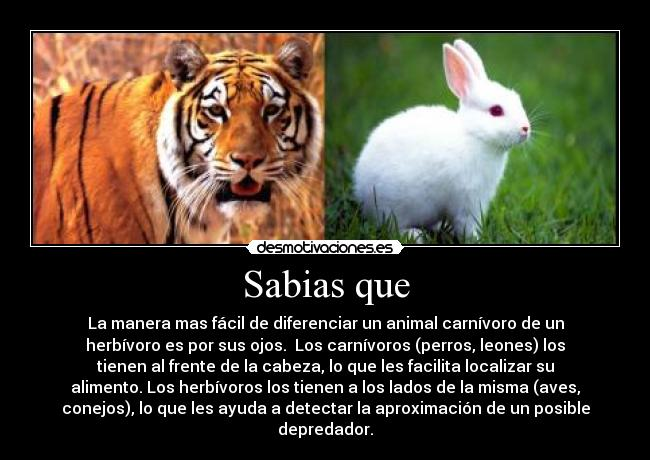 desmotivaciones.es
Sabias que
La manera mas fácil de diferenciar un animal carnívoro de un
herbívoro es por sus ojos.  Los carnívoros (perros, leones) los
tienen al frente de la cabeza, lo que les facilita localizar su
alimento. Los herbívoros los tienen a los lados de la misma (aves,
conejos), lo que les ayuda a detectar la aproximación de un posible
depredador.